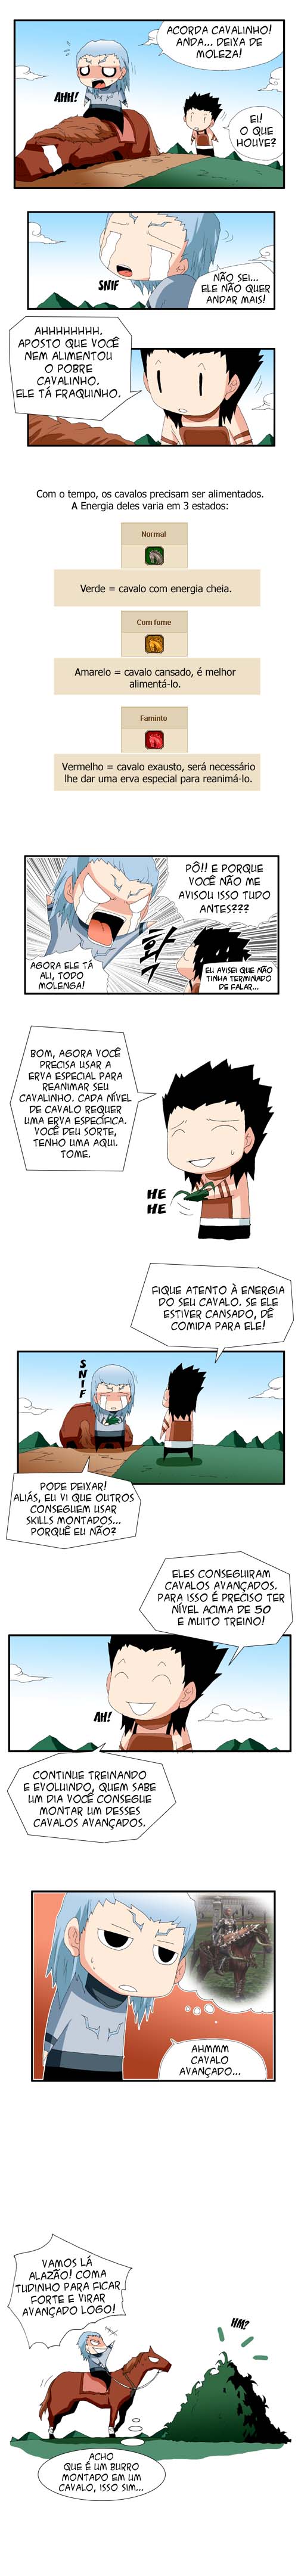 ACORDA CAVALINHO!
ANDA... DEIXA DE
MOLEZA!
AHH!
EI!
O QUE
HOUVE?
SNIF
NÃO SEI...
ELE NÃO QUER
ANDAR MAIS!
AHHHHHHHH.
APOSTO QUE VOCÊ
NEM ALIMENTOU
O POBRE
CAVALINHO.
ELE TÁ FRAQUINHO.
Com o tempo, os cavalos precisam ser alimentados.
A Energia deles varia em 3 estados:
Normal
Verde = cavalo com energia cheia.
Com fome
Amarelo = cavalo cansado, é melhor
alimentá-lo.
Faminto
Vermelho = cavalo exausto, será necessário
lhe dar uma erva especial para reanimá-lo.
PÔ!! E PORQUE
VOCÊ NÃO ME
AVISOU ISSO TUDO
ANTES???
AGORA ELE TÁ
ALI, TODO
MOLENGA!
화
EU AVISEI QUE NÃO
TINHA TERMINADO
DE FALAR...
BOM, AGORA VOCÊ
PRECISA USAR A
ERVA ESPECIAL PARA
REANIMAR SEU
CAVALINHO. CADA NÍVEL
DE CAVALO REQUER
UMA ERVA ESPECÍFICA.
VOCÊ DEU SORTE,
TENHO UMA AQUI.
TOME.
HE
HE
FIQUE ATENTO À ENERGIA
DO SEU CAVALO. SE ELE
ESTIVER CANSADO, DÊ
COMIDA PARA ELE!
SNIF
PODE DEIXAR!
ALIÁS, EU VI QUE OUTROS
CONSEGUEM USAR
SKILLS MONTADOS...
PORQUÊ EU NÃO?
ELES CONSEGUIRAM
CAVALOS AVANÇADOS.
PARA ISSO É PRECISO TER
NÍVEL ACIMA DE 50
E MUITO TREINO!
AH!
CONTINUE TREINANDO
E EVOLUINDO, QUEM SABE
UM DIA VOCÊ CONSEGUE
MONTAR UM DESSES
CAVALOS AVANÇADOS.
AHMMM
CAVALO
AVANÇADO...
VAMOS LÁ
ALAZÃO! COMA
TUDINHO PARA FICAR
FORTE E VIRAR
AVANÇADO LOGO!
HM?
ACHO
QUE É UM BURRO
MONTADO EM UM
CAVALO, ISSO SIM...